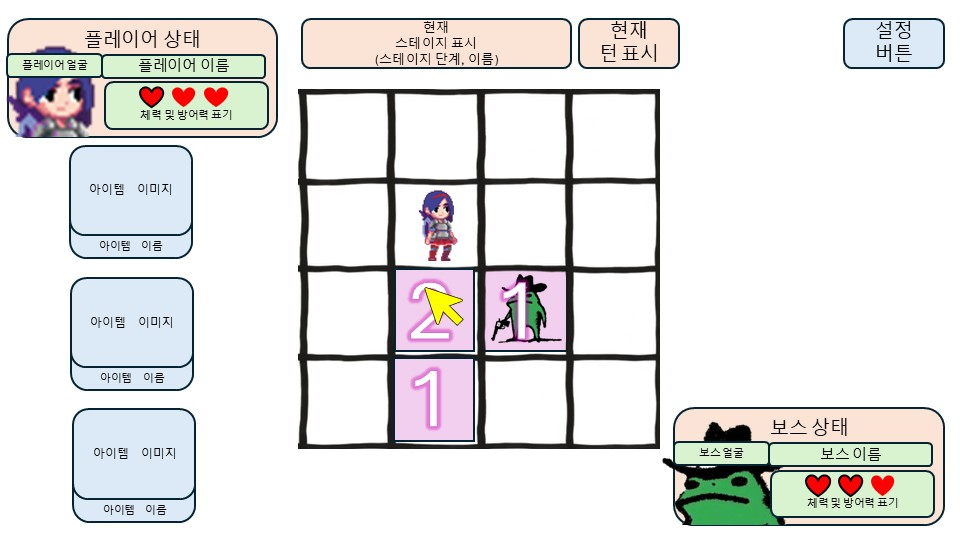 플레이어 상태
플레이어 얼굴
플레이어 이름
체력 및 방어력 표기
현재
스테이지 표시
(스테이지 단계, 이름)
현재
턴 표시
설정
버튼
아이템 이미지
아이템 이름
아이템 이미지
아이템 이름
아이템 이미지
아이템 이름
2
1
1
보스 상태
보스 얼굴
보스 이름
체력 및 방어력 표기